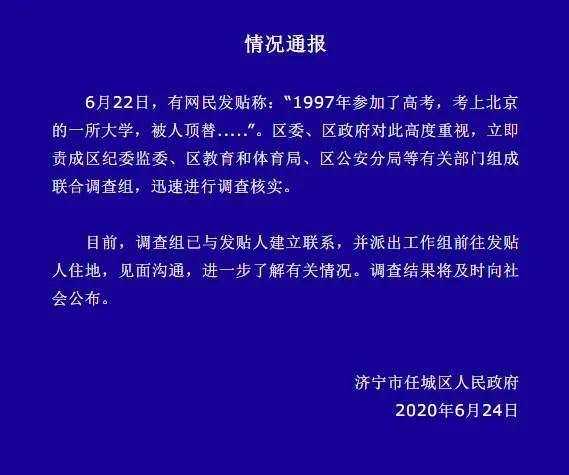 情况通报
6月22日，有网民发贴称：“1997年参加了高考，考上北京
的一所大学，被人顶替.....”。区委、区政府对此高度重视，立即
责成区纪委监委、区教育和体育局、区公安分局等有关部门组成
联合调查组，迅速进行调查核实。
目前，调查组已与发贴人建立联系，并派出工作组前往发贴
人住地，见面沟通，进一步了解有关情况。调查结果将及时向社
会公布。
济宁市任城区人民政府
2020年6月24日